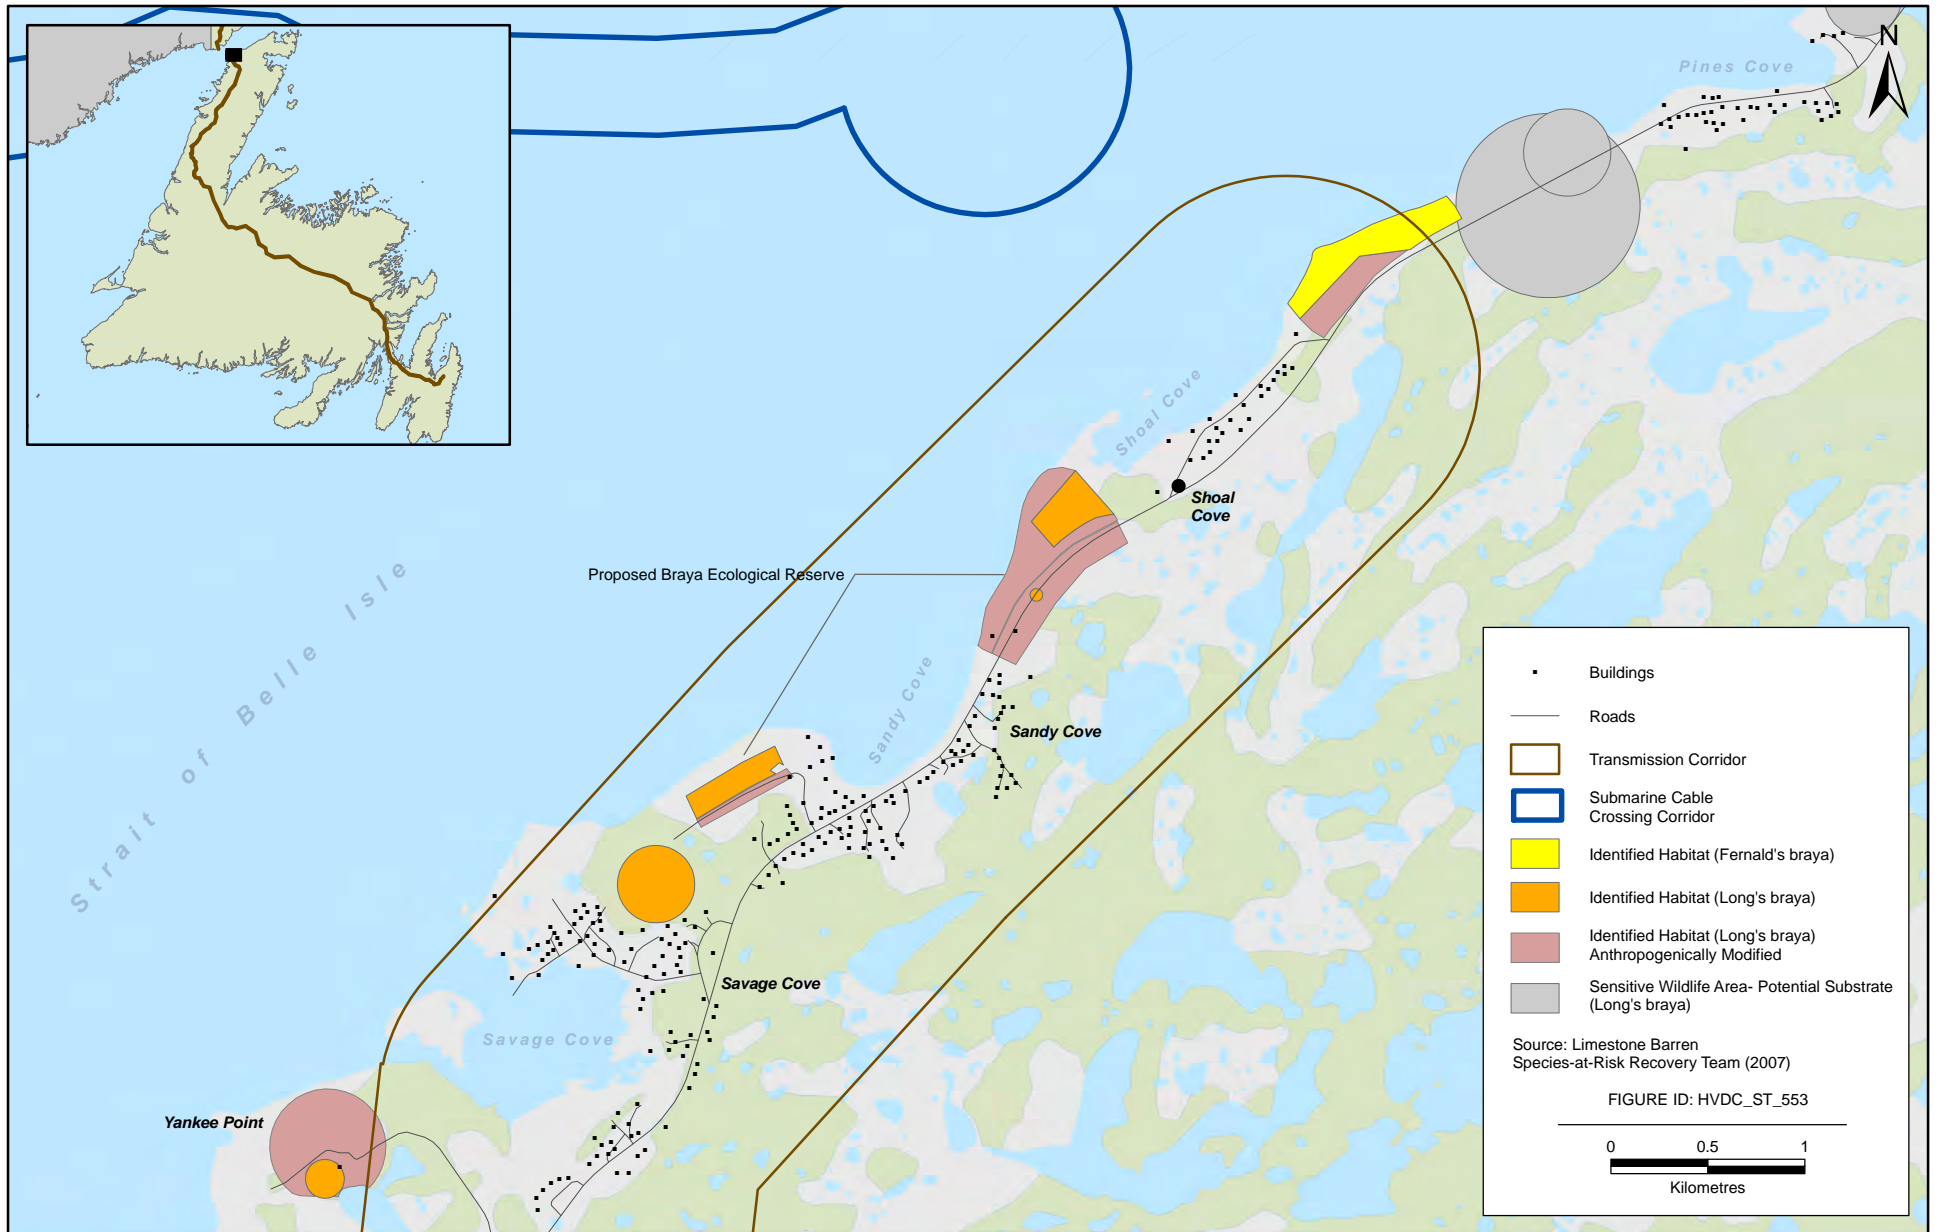 N
Pines Cove
Shoal Cove
Shoal
Cove
Proposed Braya Ecological Reserve
Strait of Belle Isle
Sandy Cove
Sandy Cove
Savage Cove
Savage Cove
Yankee Point
Buildings
Roads
Transmission Corridor
Submarine Cable
Crossing Corridor
Identified Habitat (Fernald's braya)
Identified Habitat (Long's braya)
Identified Habitat (Long's braya)
Anthropogenically Modified
Sensitive Wildlife Area- Potential Substrate
(Long's braya)
Source: Limestone Barren
Species-at-Risk Recovery Team (2007)
FIGURE ID: HVDC_ST_553
0 0.5 1
Kilometres